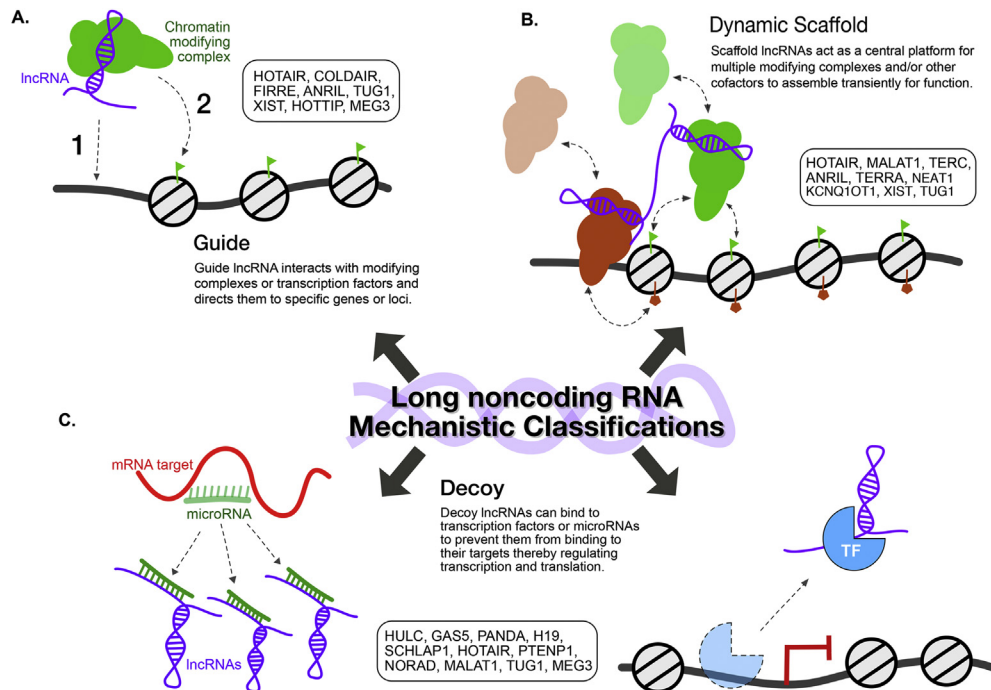 A.
Chromatin
modifying
complex
lncRNA
1
2
HOTAIR, COLDAIR,
FIRRE, ANRIL, TUG1,
XIST, HOTTIP, MEG3
Guide
Guide lncRNA interacts with modifying
complexes or transcription factors and
directs them to specific genes or loci.
B.
Dynamic Scaffold
Scaffold lncRNAs act as a central platform for
multiple modifying complexes and/or other
cofactors to assemble transiently for function.
HOTAIR, MALAT1, TERC,
ANRIL, TERRA, NEAT1
KCNQ1OT1, XIST, TUG1
Long noncoding RNA
Mechanistic Classifications
C.
mRNA target
microRNA
lncRNAs
Decoy
Decoy lncRNAs can bind to
transcription factors or microRNAs
to prevent them from binding to
their targets thereby regulating
transcription and translation.
HULC, GAS5, PANDA, H19,
SCHLAP1, HOTAIR, PTENP1,
NORAD, MALAT1, TUG1, MEG3
TF